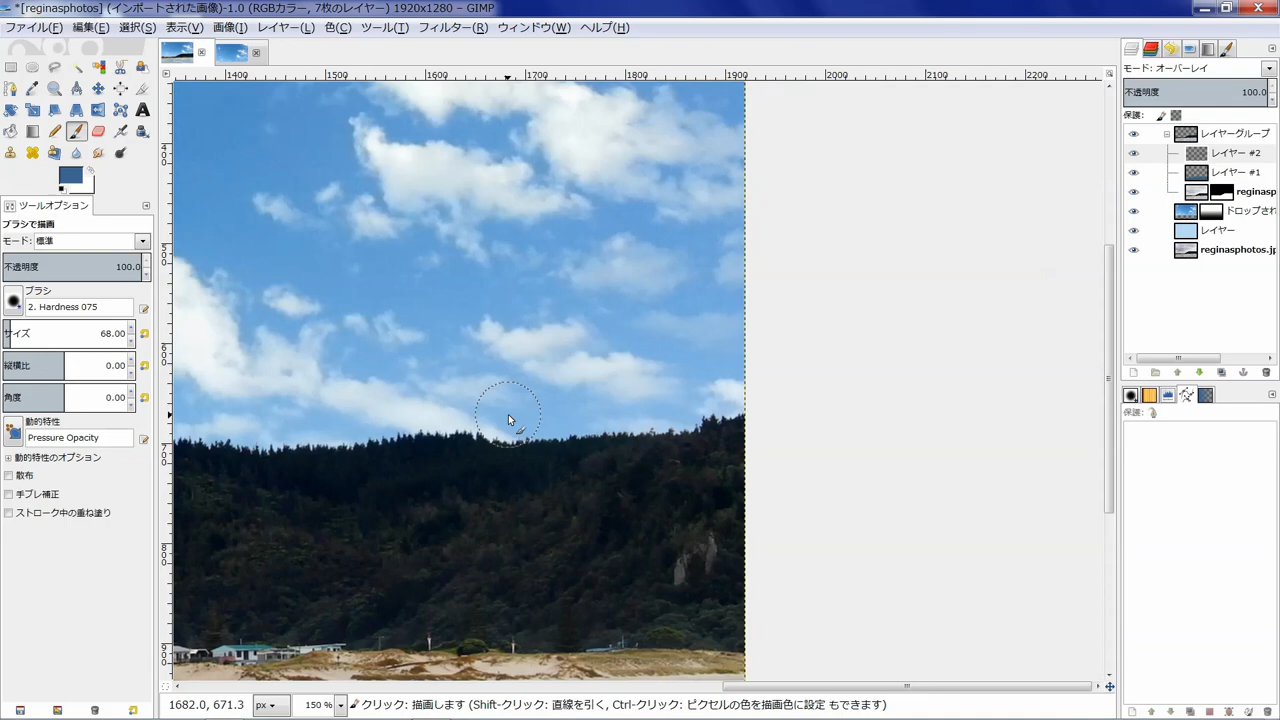 *[reginasphotos] (インポートされた画像)-1.0 (RGBカラー, 7枚のレイヤー) 1920x1280 – GIMP
ファイル(F) 編集(E) 選択(S) 表示(V) 画像(I) レイヤー(L) 色(C) ツール(T) フィルター(R) ウィンドウ(W) ヘルプ(H)
1400 1500 1600 1700 1800 1900 2000 2100 2200
モード: オーバーレイ
不透明度 100.0
保護:
レイヤーグループ
レイヤー #2
レイヤー #1
reginasp
ドロップされ
レイヤー
reginasphotos.jp
保護:
400
500
600
700
800
900
ツールオプション
ブラシで描画
モード: 標準
不透明度 100.0
ブラシ
2. Hardness 075
サイズ 68.00
縦横比 0.00
角度 0.00
動的特性
Pressure Opacity
動的特性のオプション
散布
手ブレ補正
ストローク中の重ね塗り
1682.0, 671.3 px 150 % クリック: 描画します (Shift-クリック: 直線を引く, Ctrl-クリック: ピクセルの色を描画色に設定 もできます)